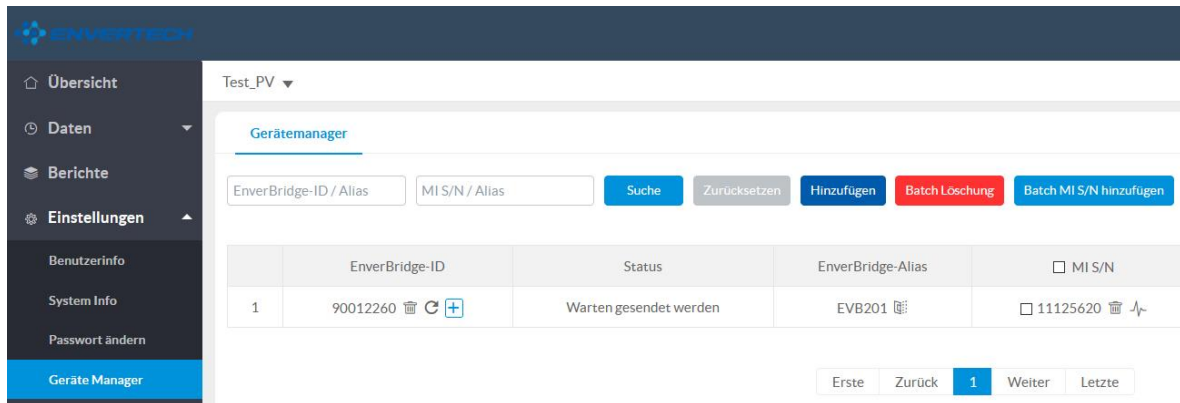 ENVERTECH
Übersicht
Test_PV
Daten
Gerätemanager
Berichte
EnverBridge-ID / Alias MI S/N / Alias Suche Zurücksetzen Hinzufügen Batch Löschung Batch MI S/N hinzufügen
Einstellungen
Benutzerinfo
EnverBridge-ID Status EnverBridge-Alias MI S/N
System Info
1 90012260 Warten gesendet werden EVB201 11125620
Passwort ändern
Geräte Manager
Erste Zurück 1 Weiter Letzte